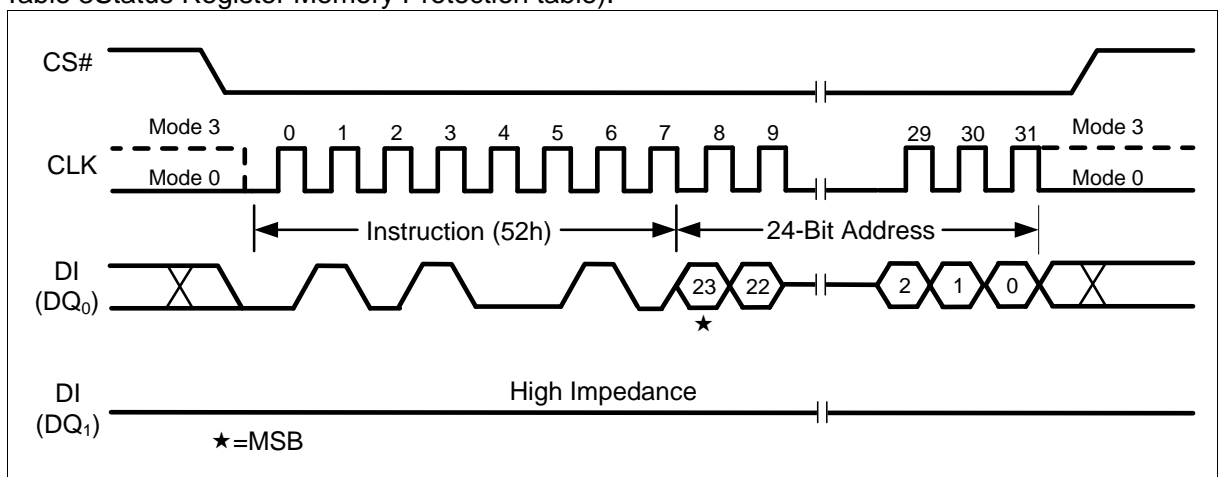 Table 6Status Register Memory Protection table).
CS#
Mode 3
0 1 2 3 4 5 6 7 8 9 29 30 31
Mode 3
CLK
Mode 0
Mode 0
Instruction (52h)
24-Bit Address
DI
(DQ0)
23 22 2 1 0
★
DI
(DQ1)
High Impedance
★=MSB